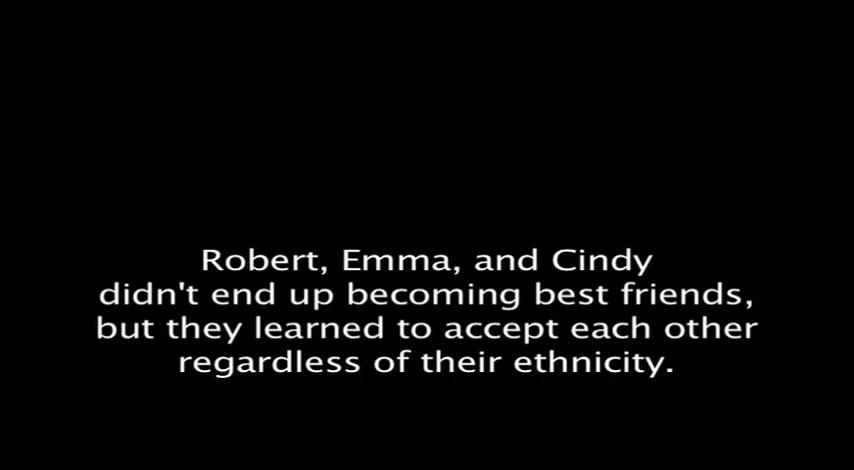 Robert, Emma, and Cindy
didn't end up becoming best friends,
but they learned to accept each other
regardless of their ethnicity.